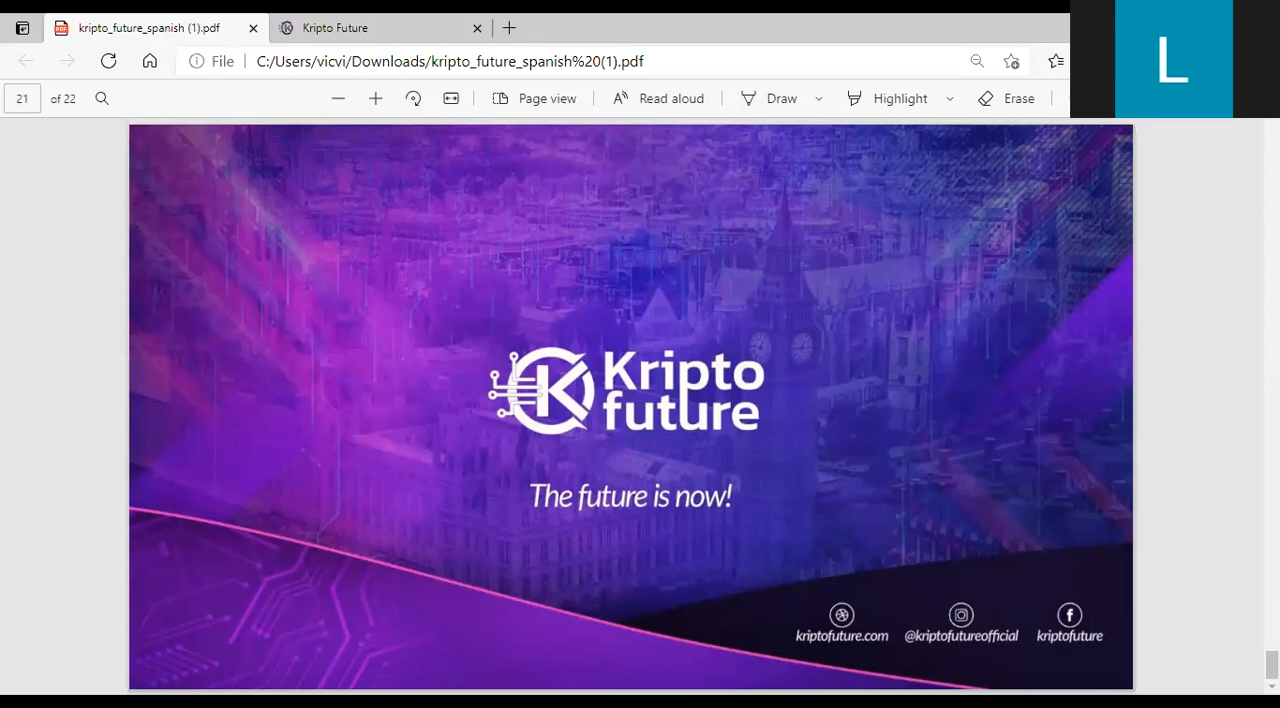 kripto_future_spanish (1).pdf
Kripto Future
File
C:/Users/vicvi/Downloads/kripto_future_spanish%20(1).pdf
21 of 22
Page view
Read aloud
Draw
Highlight
Erase
L
Kripto
future
The future is now!
kriptofuture.com @kriptofutureofficial kriptofuture